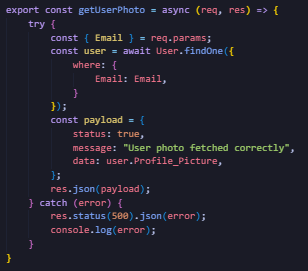 export const getUserPhoto = async (req, res) => {
    try {
        const { Email } = req.params;
        const user = await User.findOne({
            where: {
                Email: Email,
            }
        });
        const payload = {
            status: true,
            message: "User photo fetched correctly",
            data: user.Profile_Picture,
        };
        res.json(payload);
    } catch (error) {
        res.status(500).json(error);
        console.log(error);
    }
}